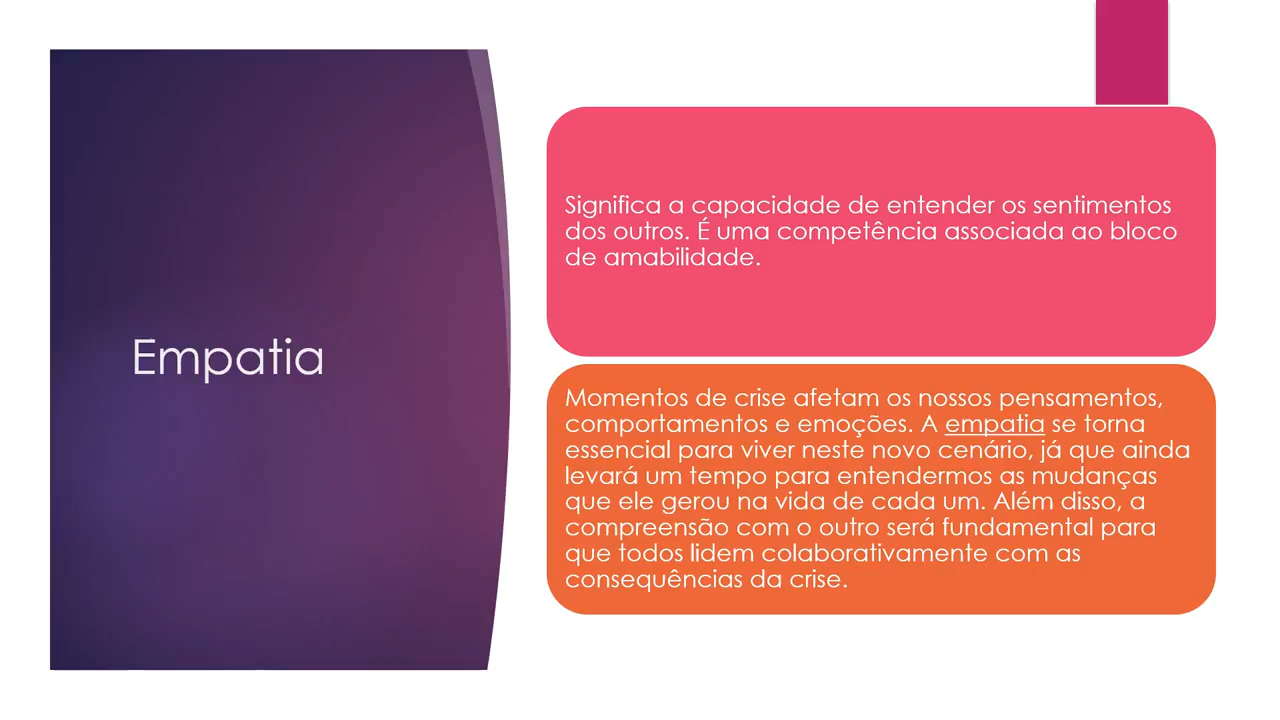 Empatia
Significa a capacidade de entender os sentimentos
dos outros. É uma competência associada ao bloco
de amabilidade.
Momentos de crise afetam os nossos pensamentos,
comportamentos e emoções. A empatia se torna
essencial para viver neste novo cenário, já que ainda
levará um tempo para entendermos as mudanças
que ele gerou na vida de cada um. Além disso, a
compreensão com o outro será fundamental para
que todos lidem colaborativamente com as
consequências da crise.